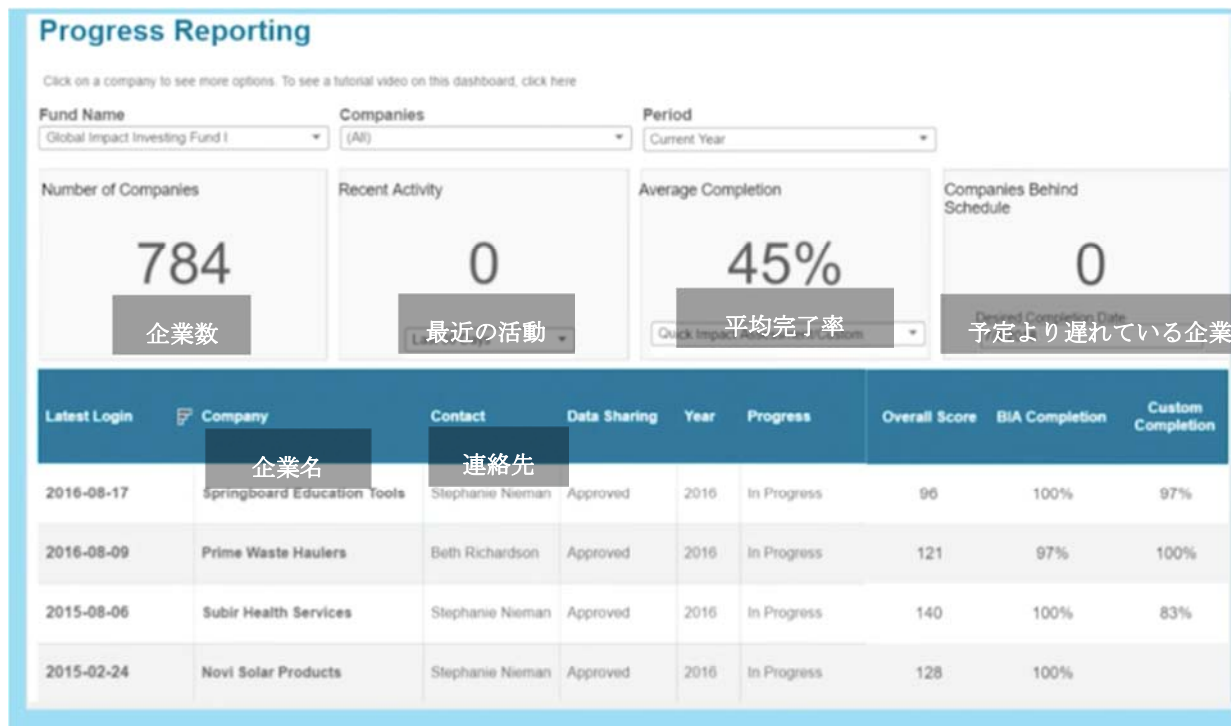 Progress Reporting
Click on a company to see more options. To see a tutorial video on this dashboard, click here
Fund Name Companies Period
Global Impact Investing Fund I (All) Current Year
Number of Companies Recent Activity Average Completion Companies Behind
Schedule
784 0 45% 0
Desired Completion Date
企業数 最近の活動 平均完了率 予定より遅れている企業
Latest Login Company Contact Data Sharing Year Progress Overall Score BIA Completion Custom
Completion
企業名 連絡先
2016-08-17 Springboard Education Tools Stephanie Nieman Approved 2016 In Progress 96 100% 97%
2016-08-09 Prime Waste Haulers Beth Richardson Approved 2016 In Progress 121 97% 100%
2015-08-06 Subir Health Services Stephanie Nieman Approved 2016 In Progress 140 100% 83%
2015-02-24 Novi Solar Products Stephanie Nieman Approved 2016 In Progress 128 100%